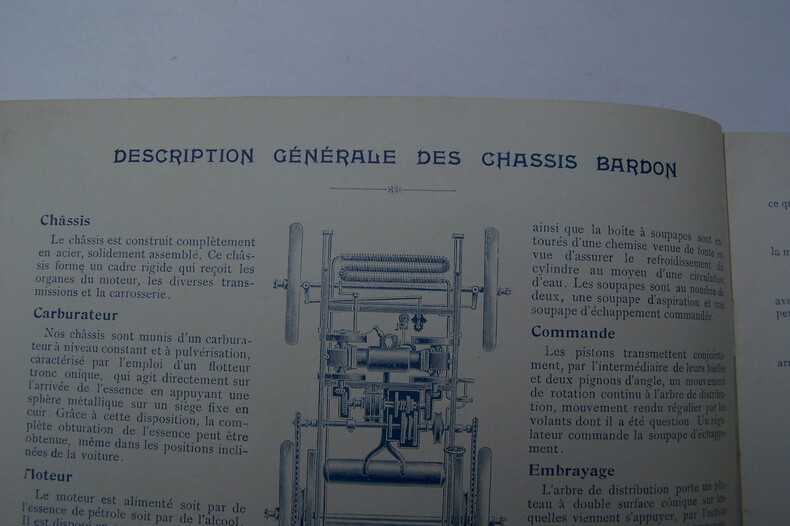 DESCRIPTION GÉNÉRALE DES CHASSIS BARDON
Châssis
Le châssis est construit complètement
en acier, solidement assemblé. Ce châs-
sis forme un cadre rigide qui reçoit les
organes du moteur, les diverses trans-
missions et la carrosserie.
Carburateur
Nos châssis sont munis d'un carbura-
teur à niveau constant et à pulvérisation,
caractérisé par l'emploi d'un flotteur
tronc onique, qui agit directement sur
l'arrivée de l'essence en appuyant une
sphère métallique sur un siège fixe en
cuir. Grâce à cette disposition, la com-
plète obturation de l'essence peut être
obtenue, même dans les positions incli-
nées de la voiture.
Moteur
Le moteur est alimenté soit par de
l'essence de pétrole soit par de l'alcool.
Il est disposé en
ainsi que la boîte à soupapes sont en-
tourés d'une chemise venue de fonte en
vue d'assurer le refroidissement du
cylindre au moyen d'une circulation
d'eau. Les soupapes sont au nombre de
deux, une soupape d'aspiration et une
soupape d'échappement commandée.
Commande
Les pistons transmettent conjointe-
ment, par l'intermédiaire de leurs bielles
et deux pignons d'angle, un mouvement
de rotation continu à l'arbre de distribu-
tion, mouvement rendu régulier par les
volants dont il a été question Un régu-
lateur commande la soupape d'échappe-
ment.
Embrayage
L'arbre de distribution porte un pla-
teau à double surface cônique sur les-
quelles viennent s'appuyer, par l'action
ce qu
la m